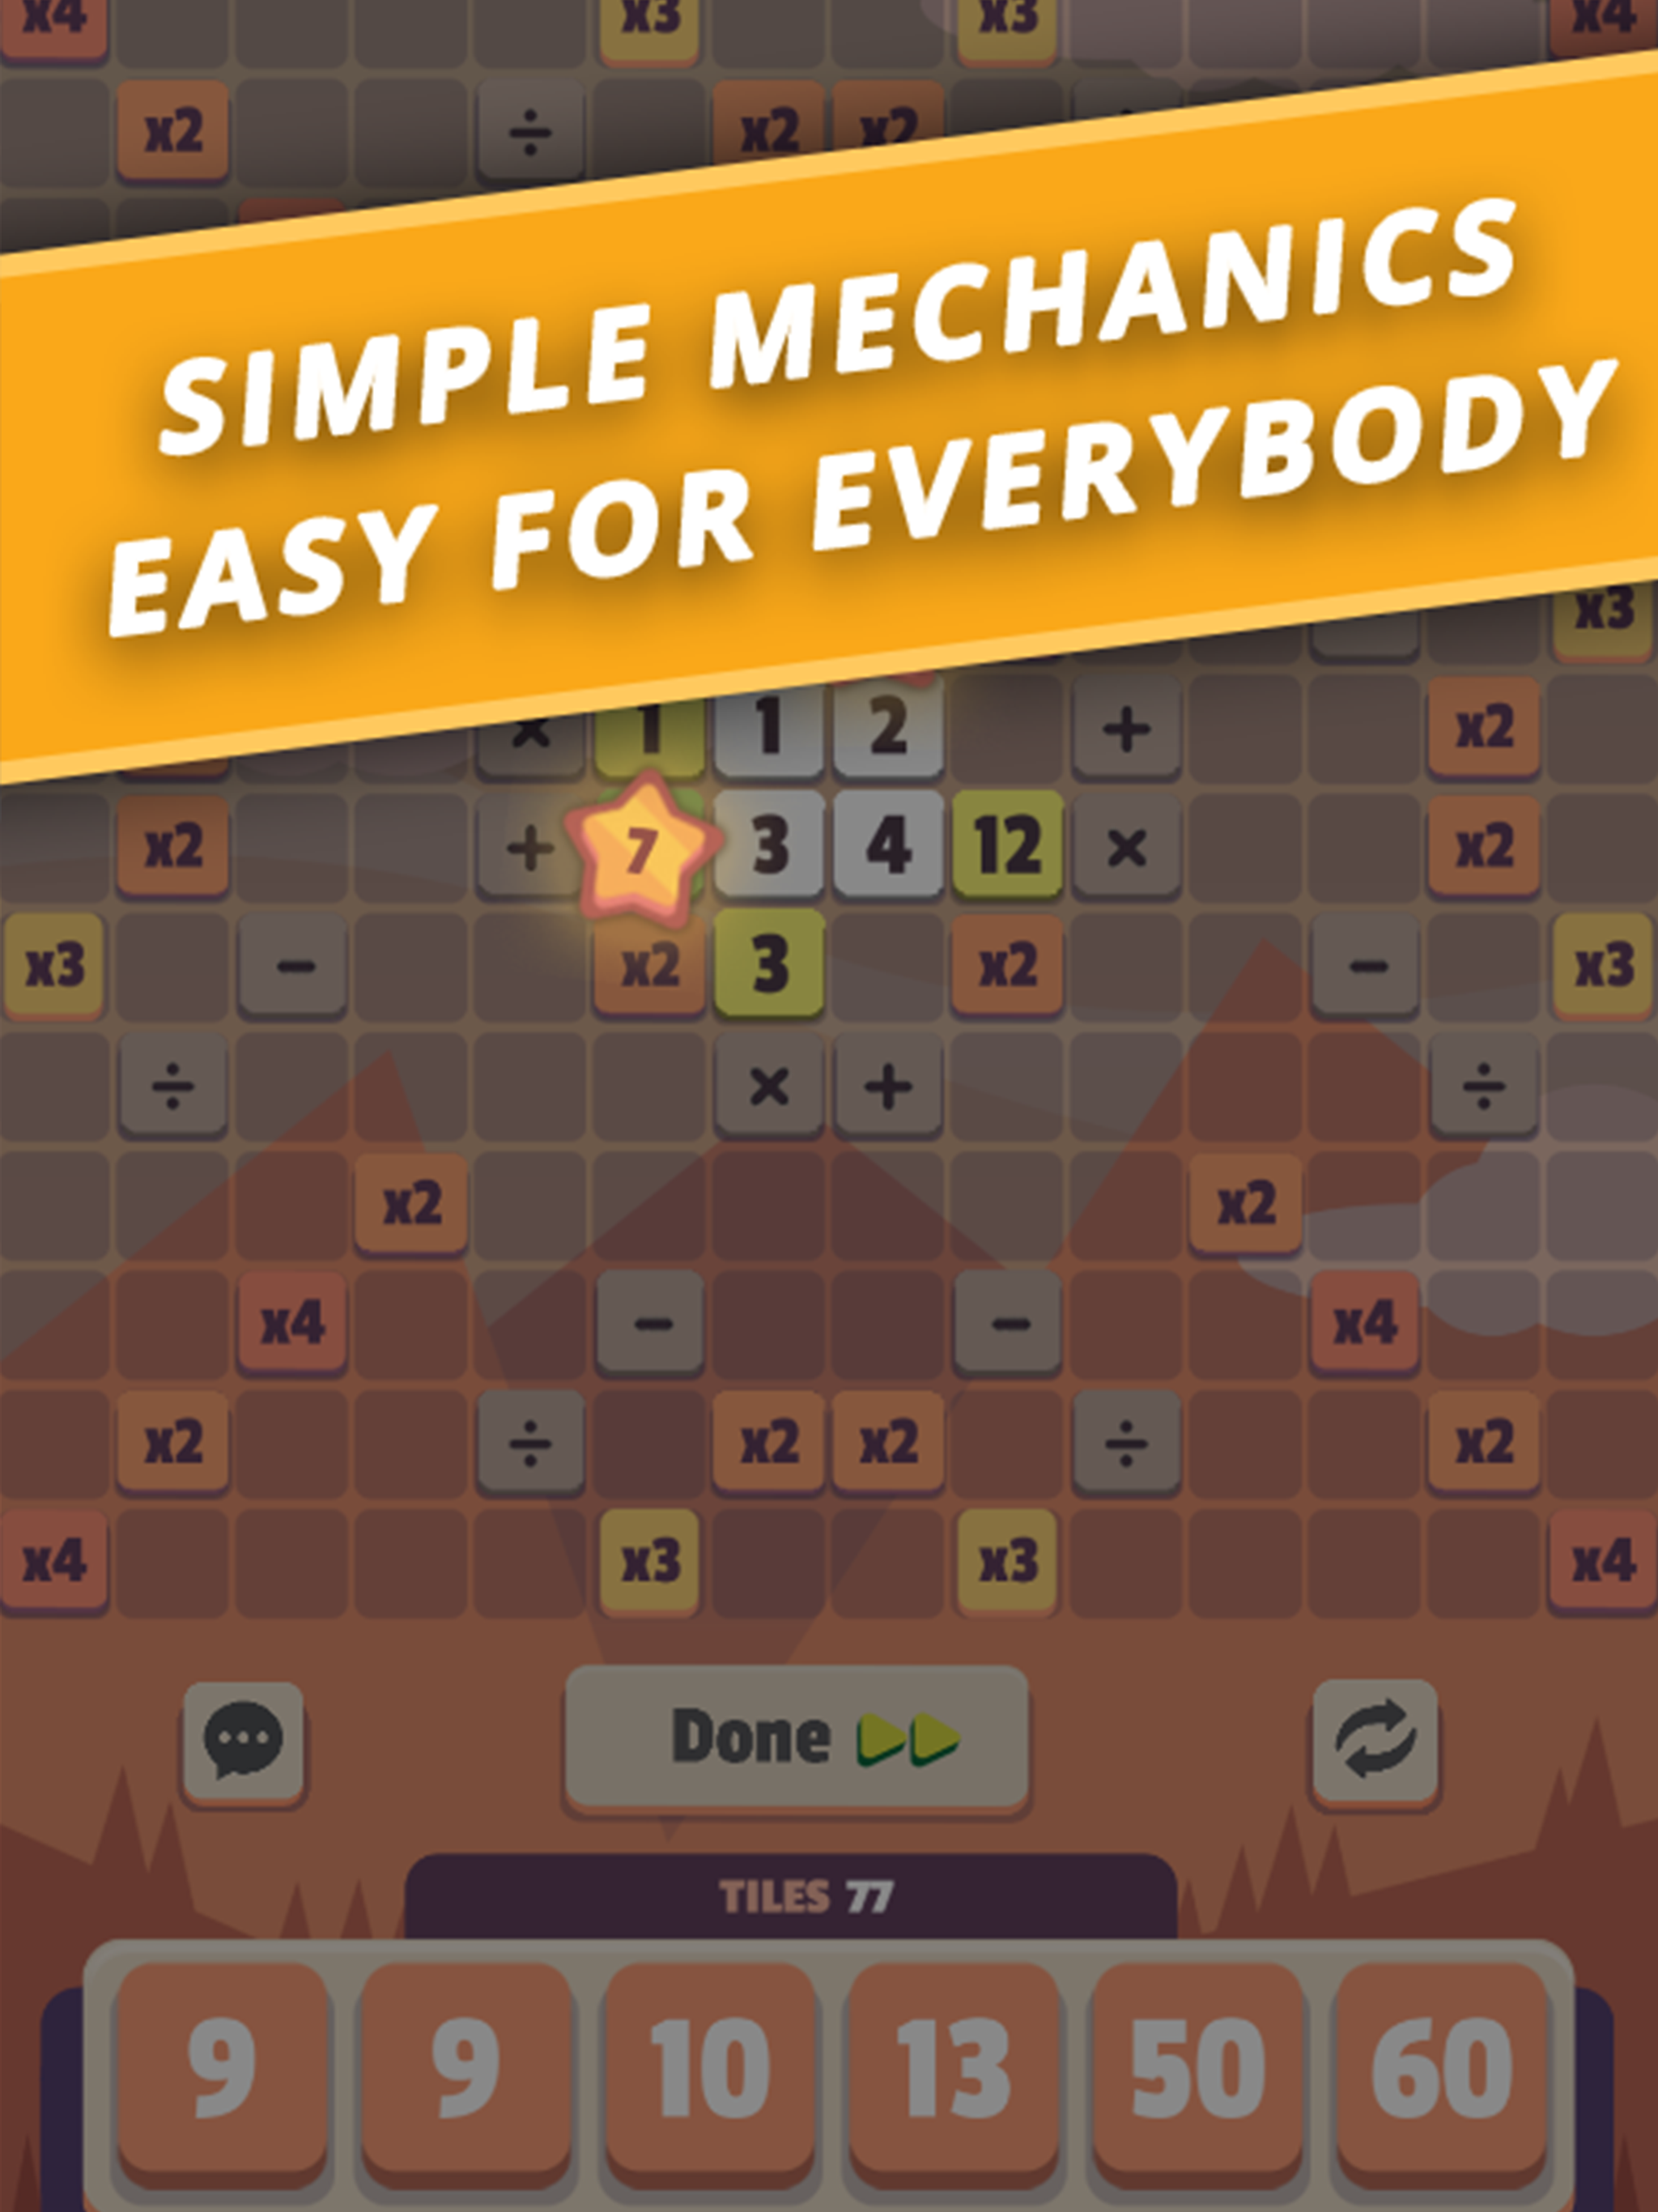 x4 x3 x3 x4
x2 ÷ x2 x2
SIMPLE MECHANICS
EASY FOR EVERYBODY
x3
× 1 1 2 + x2
x2 + 7 3 4 12 × x2
x3 - x2 3 x2 - x3
÷ × + ÷
x2 x2
x4 - - x4
x2 ÷ x2 x2 ÷ x2
x4 x3 x3 x4
Done
TILES 77
9 9 10 13 50 60